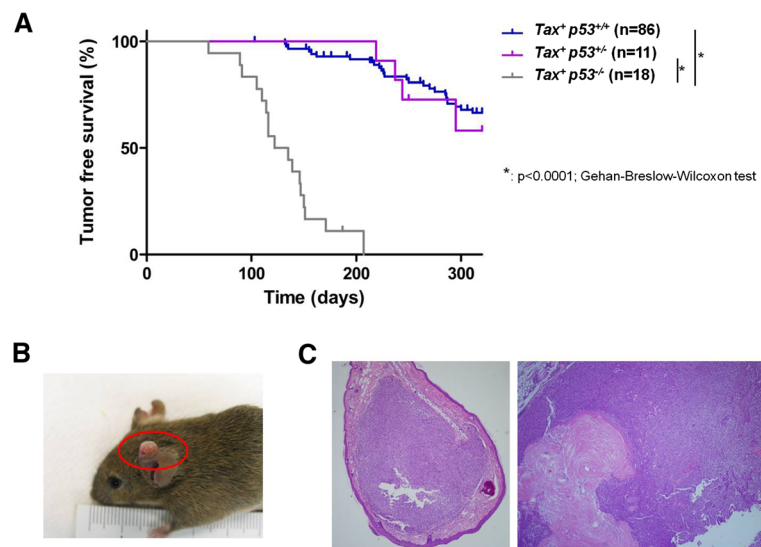 A
Tumor free survival (%)
100
50
0
0 100 200 300
Time (days)
Tax⁺ p53⁺/⁺ (n=86)
Tax⁺ p53⁺/⁻ (n=11)
Tax⁺ p53⁻/⁻ (n=18)
*
*
*: p<0.0001; Gehan-Breslow-Wilcoxon test
B
C